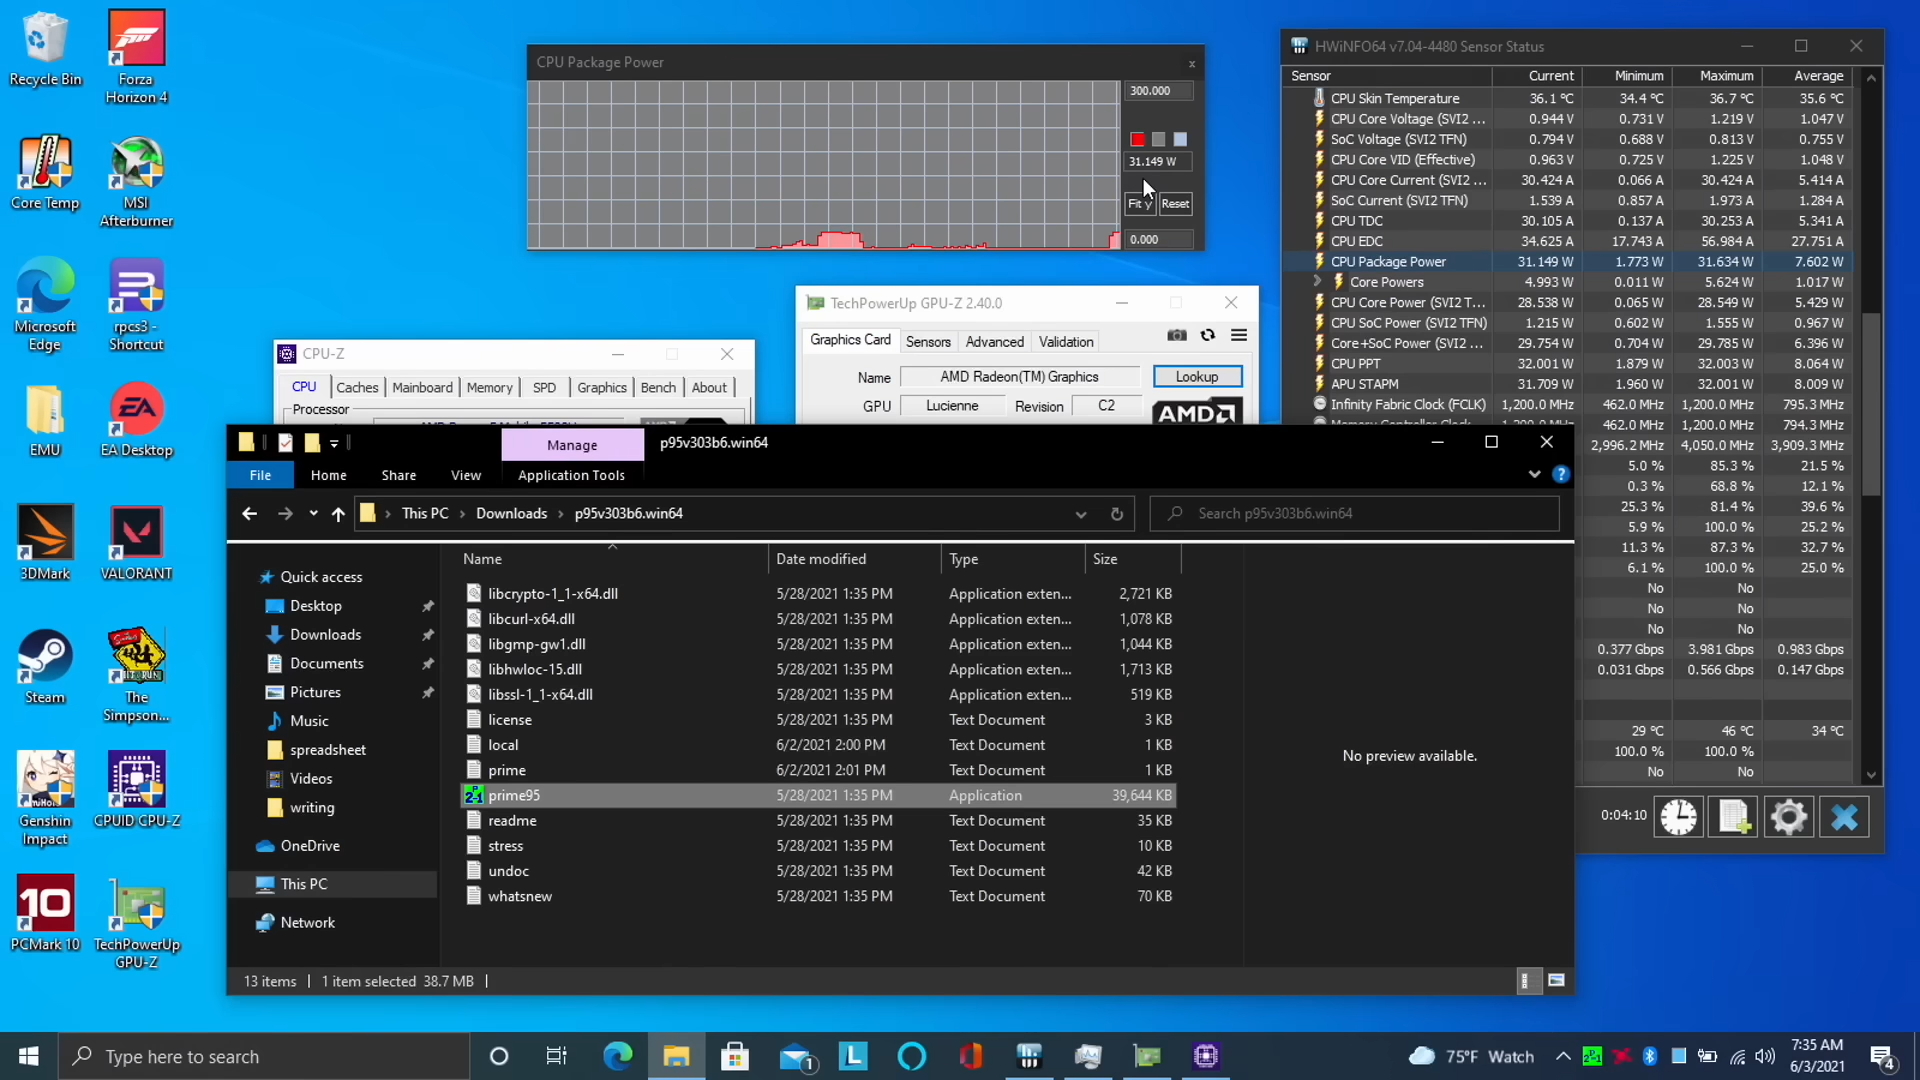 Recycle Bin
Forza
Horizon 4
Core Temp
MSI
Afterburner
Microsoft
Edge
rpcs3 -
Shortcut
EMU
EA
EA Desktop
3DMark
VALORANT
Steam
The
Simpson...
Genshin
Impact
CPUID CPU-Z
10
PCMark 10
TechPowerUp
GPU-Z
CPU Package Power
x
300.000
31.149 W
Fit y
Reset
0.000
HWiNFO64 v7.04-4480 Sensor Status
Sensor Current Minimum Maximum Average
CPU Skin Temperature 36.1 °C 34.4 °C 36.7 °C 35.6 °C
CPU Core Voltage (SVI2 ... 0.944 V 0.731 V 1.219 V 1.047 V
SoC Voltage (SVI2 TFN) 0.794 V 0.688 V 0.813 V 0.755 V
CPU Core VID (Effective) 0.963 V 0.725 V 1.225 V 1.048 V
CPU Core Current (SVI2 ... 30.424 A 0.066 A 30.424 A 5.414 A
SoC Current (SVI2 TFN) 1.539 A 0.857 A 1.973 A 1.284 A
CPU TDC 30.105 A 0.137 A 30.253 A 5.341 A
CPU EDC 34.625 A 17.743 A 56.984 A 27.751 A
CPU Package Power 31.149 W 1.773 W 31.634 W 7.602 W
Core Powers 4.993 W 0.011 W 5.624 W 1.017 W
CPU Core Power (SVI2 T... 28.538 W 0.065 W 28.549 W 5.429 W
CPU SoC Power (SVI2 TFN) 1.215 W 0.602 W 1.555 W 0.967 W
Core+SoC Power (SVI2 ... 29.754 W 0.704 W 29.785 W 6.396 W
CPU PPT 32.001 W 1.879 W 32.003 W 8.064 W
APU STAPM 31.709 W 1.960 W 32.001 W 8.009 W
Infinity Fabric Clock (FCLK) 1,200.0 MHz 462.0 MHz 1,200.0 MHz 795.3 MHz
1,200.0 MHz 462.0 MHz 1,200.0 MHz 794.3 MHz
2,996.2 MHz 4,050.0 MHz 3,909.3 MHz
5.0 % 85.3 % 21.5 %
0.3 % 68.8 % 12.1 %
25.3 % 81.4 % 39.6 %
5.9 % 100.0 % 25.2 %
11.3 % 87.3 % 32.7 %
6.1 % 100.0 % 25.0 %
No No
No No
No No
0.377 Gbps 3.981 Gbps 0.983 Gbps
0.031 Gbps 0.566 Gbps 0.147 Gbps
29 °C 46 °C 34 °C
100.0 % 100.0 %
No No
0:04:10
TechPowerUp GPU-Z 2.40.0
Graphics Card Sensors Advanced Validation
Name AMD Radeon(TM) Graphics Lookup
GPU Lucienne Revision C2
AMD
CPU-Z
CPU Caches Mainboard Memory SPD Graphics Bench About
Processor
Manage p95v303b6.win64
File Home Share View Application Tools
This PC Downloads p95v303b6.win64
Search p95v303b6.win64
Quick access
Desktop
Downloads
Documents
Pictures
Music
spreadsheet
Videos
writing
OneDrive
This PC
Network
Name Date modified Type Size
libcrypto-1_1-x64.dll 5/28/2021 1:35 PM Application exten... 2,721 KB
libcurl-x64.dll 5/28/2021 1:35 PM Application exten... 1,078 KB
libgmp-gw1.dll 5/28/2021 1:35 PM Application exten... 1,044 KB
libhwloc-15.dll 5/28/2021 1:35 PM Application exten... 1,713 KB
libssl-1_1-x64.dll 5/28/2021 1:35 PM Application exten... 519 KB
license 5/28/2021 1:35 PM Text Document 3 KB
local 6/2/2021 2:00 PM Text Document 1 KB
prime 6/2/2021 2:01 PM Text Document 1 KB
prime95 5/28/2021 1:35 PM Application 39,644 KB
readme 5/28/2021 1:35 PM Text Document 35 KB
stress 5/28/2021 1:35 PM Text Document 10 KB
undoc 5/28/2021 1:35 PM Text Document 42 KB
whatsnew 5/28/2021 1:35 PM Text Document 70 KB
No preview available.
13 items 1 item selected 38.7 MB
Type here to search
1
L
75°F Watch
7:35 AM
6/3/2021
4